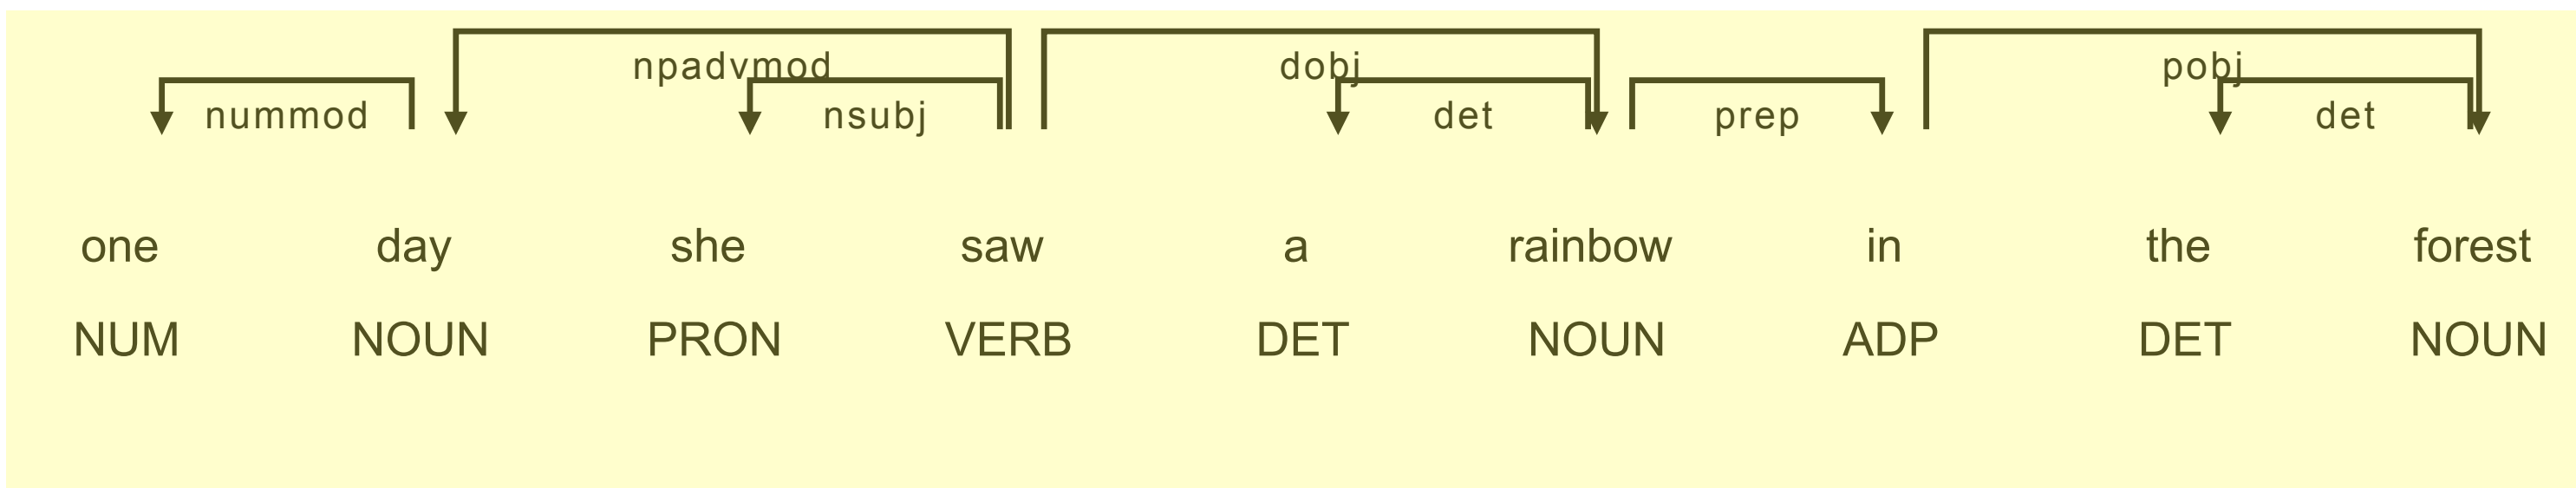 npadvmod dobj pobj
nummod nsubj det prep det
one day she saw a rainbow in the forest
NUM NOUN PRON VERB DET NOUN ADP DET NOUN